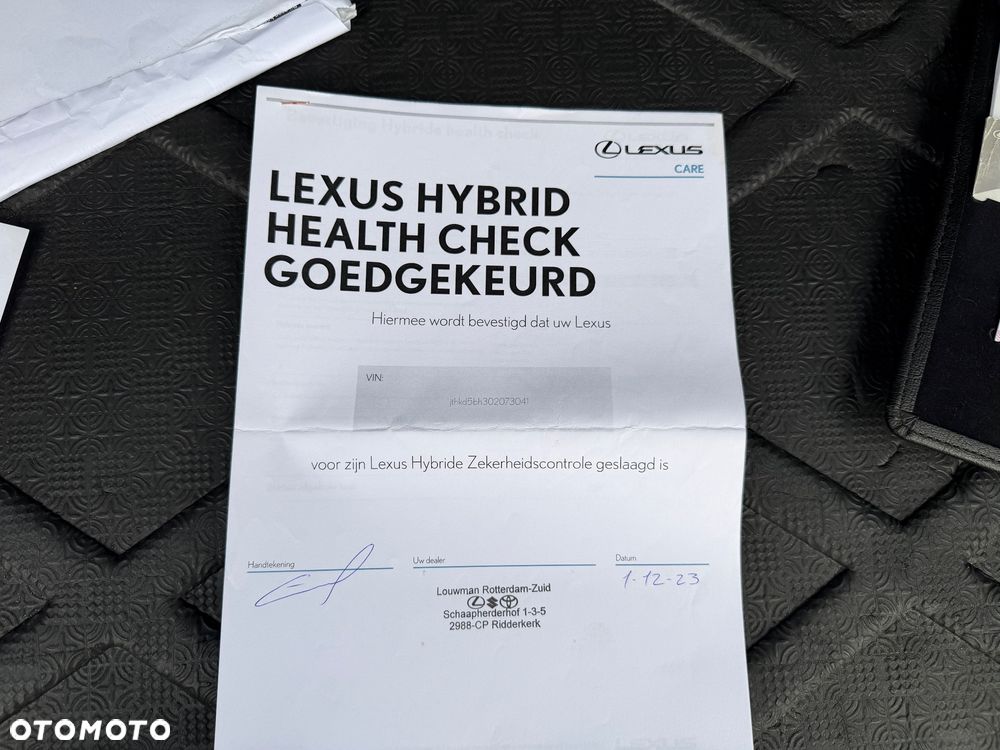 LEXUS
CARE
LEXUS HYBRID
HEALTH CHECK
GOEDGEKEURD
Hiermee wordt bevestigd dat uw Lexus
VIN:
jthkd5bh302073041
voor zijn Lexus Hybride Zekerheidscontrole geslaagd is
Handtekening
Uw dealer
Datum
1-12-23
Louwman Rotterdam-Zuid
Schaapherderhof 1-3-5
2988-CP Ridderkerk
OTOMOTO